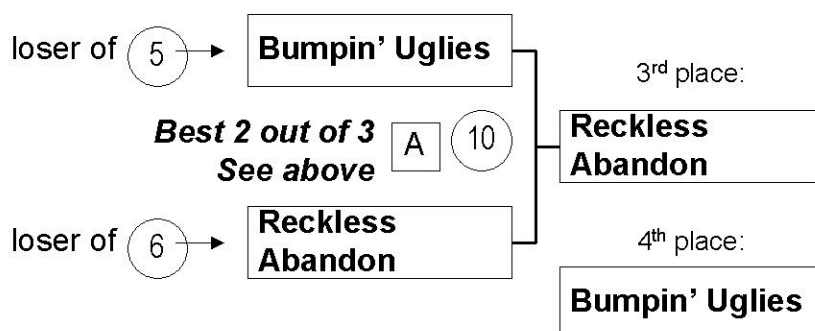 loser of 5 Bumpin’ Uglies
3rd place:
Best 2 out of 3
See above
A 10
Reckless
Abandon
loser of 6 Reckless
Abandon
4th place:
Bumpin’ Uglies